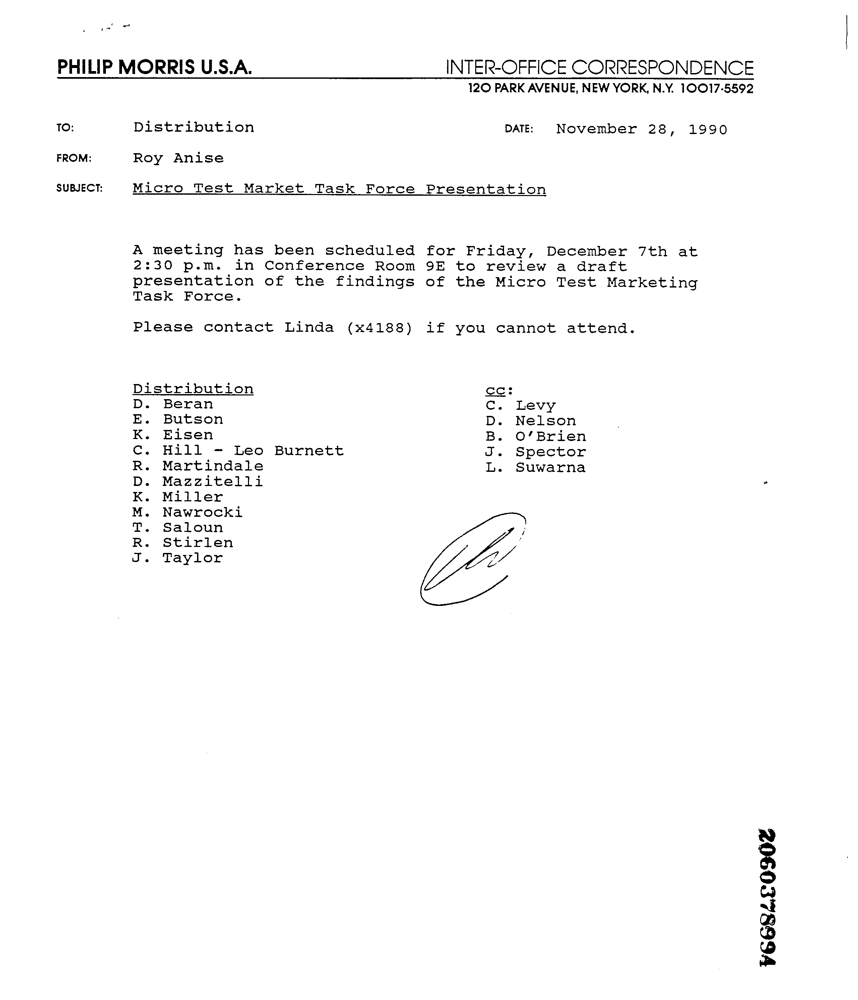 PHILIP MORRIS U.S.A. INTER-OFFICE CORRESPONDENCE
120 PARK AVENUE, NEW YORK, N.Y. 10017-5592
TO: Distribution DATE: November 28, 1990
FROM: Roy Anise
SUBJECT: Micro Test Market Task Force Presentation
A meeting has been scheduled for Friday, December 7th at
2:30 p.m. in Conference Room 9E to review a draft
presentation of the findings of the Micro Test Marketing
Task Force.
Please contact Linda (x4188) if you cannot attend.
Distribution
D. Beran
E. Butson
K. Eisen
C. Hill - Leo Burnett
R. Martindale
D. Mazzitelli
K. Miller
M. Nawrocki
T. Saloun
R. Stirlen
J. Taylor
cc:
C. Levy
D. Nelson
B. O'Brien
J. Spector
L. Suwarna
2060378994